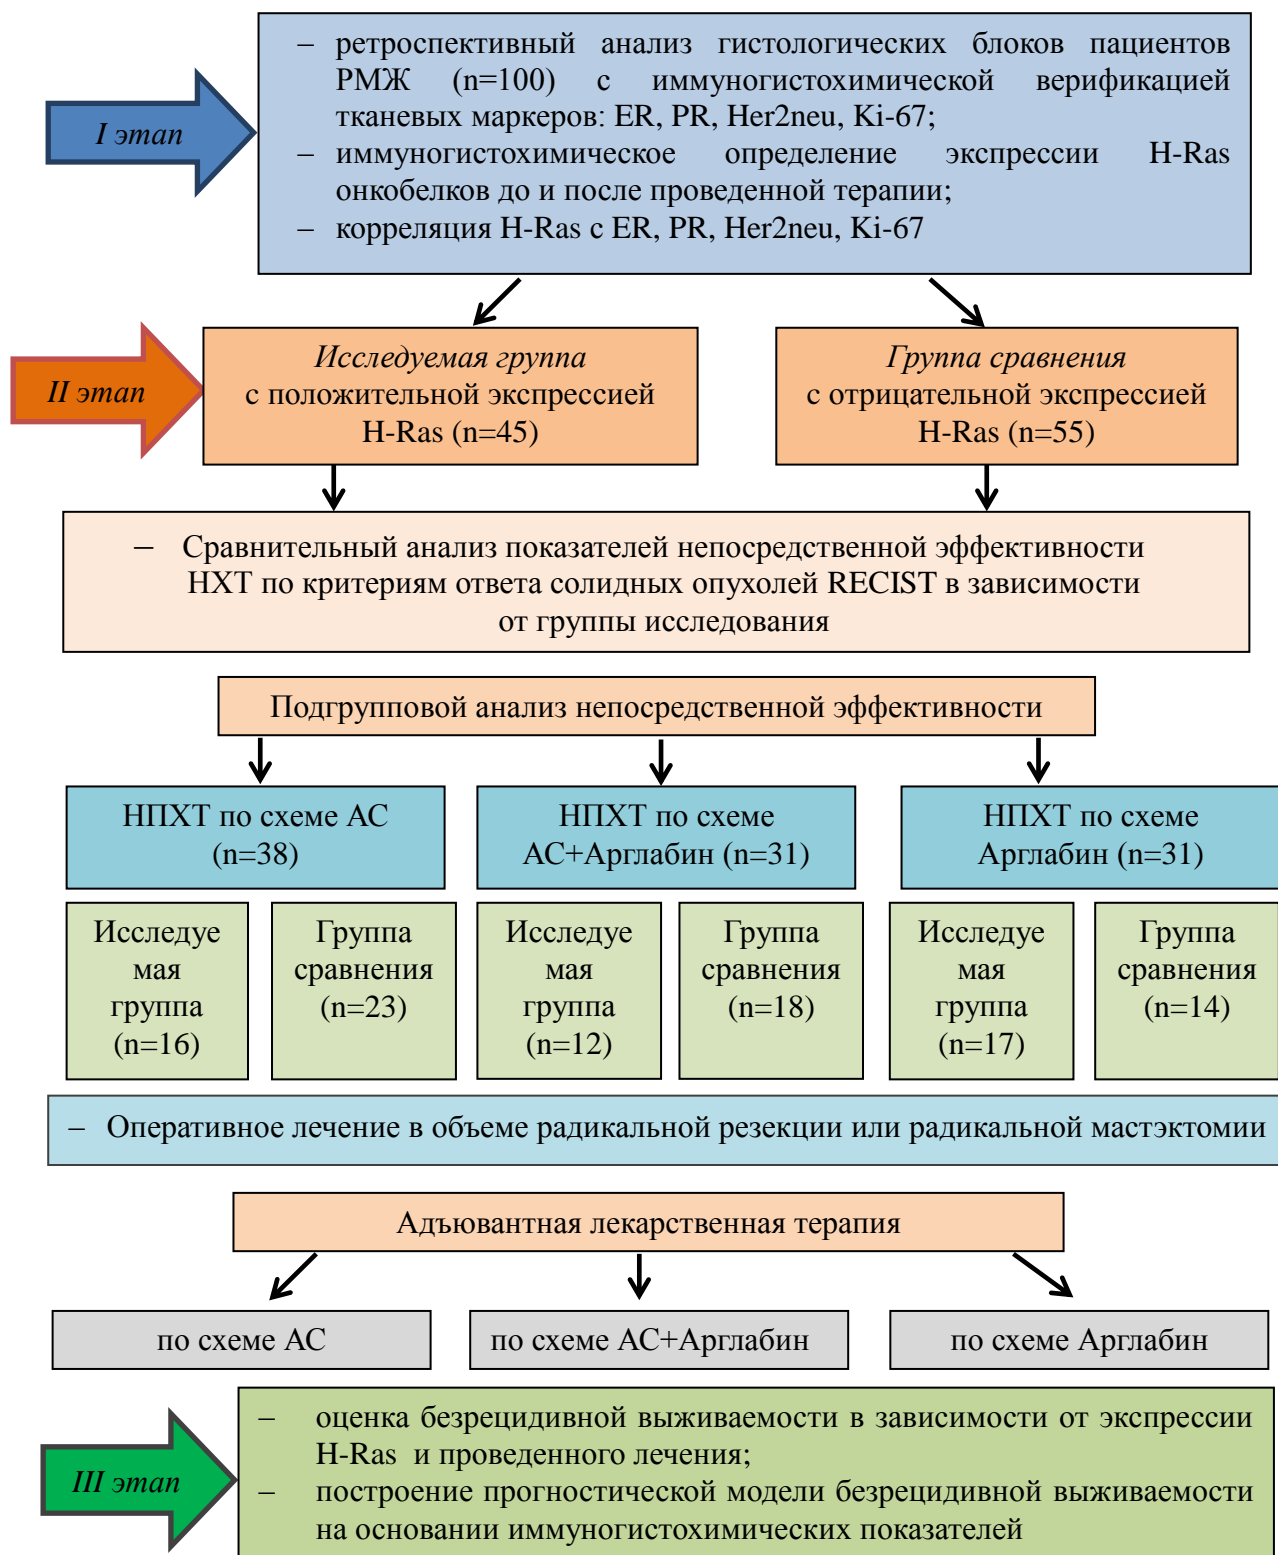 – ретроспективный анализ гистологических блоков пациентов
РМЖ (n=100) с иммуногистохимической верификацией
тканевых маркеров: ER, PR, Her2neu, Ki-67;
– иммуногистохимическое определение экспрессии H-Ras
онкобелков до и после проведенной терапии;
– корреляция H-Ras с ER, PR, Her2neu, Ki-67
I этап
II этап
Исследуемая группа
с положительной экспрессией
H-Ras (n=45)
Группа сравнения
с отрицательной экспрессией
H-Ras (n=55)
– Сравнительный анализ показателей непосредственной эффективности
НХТ по критериям ответа солидных опухолей RECIST в зависимости
от группы исследования
Подгрупповой анализ непосредственной эффективности
НПХТ по схеме АС
(n=38)
НПХТ по схеме
АС+Арглабин (n=31)
НПХТ по схеме
Арглабин (n=31)
Исследуе
мая
группа
(n=16)
Группа
сравнения
(n=23)
Исследуе
мая
группа
(n=12)
Группа
сравнения
(n=18)
Исследуе
мая
группа
(n=17)
Группа
сравнения
(n=14)
– Оперативное лечение в объеме радикальной резекции или радикальной мастэктомии
Адъювантная лекарственная терапия
по схеме АС
по схеме АС+Арглабин
по схеме Арглабин
III этап
– оценка безрецидивной выживаемости в зависимости от экспрессии
H-Ras и проведенного лечения;
– построение прогностической модели безрецидивной выживаемости
на основании иммуногистохимических показателей